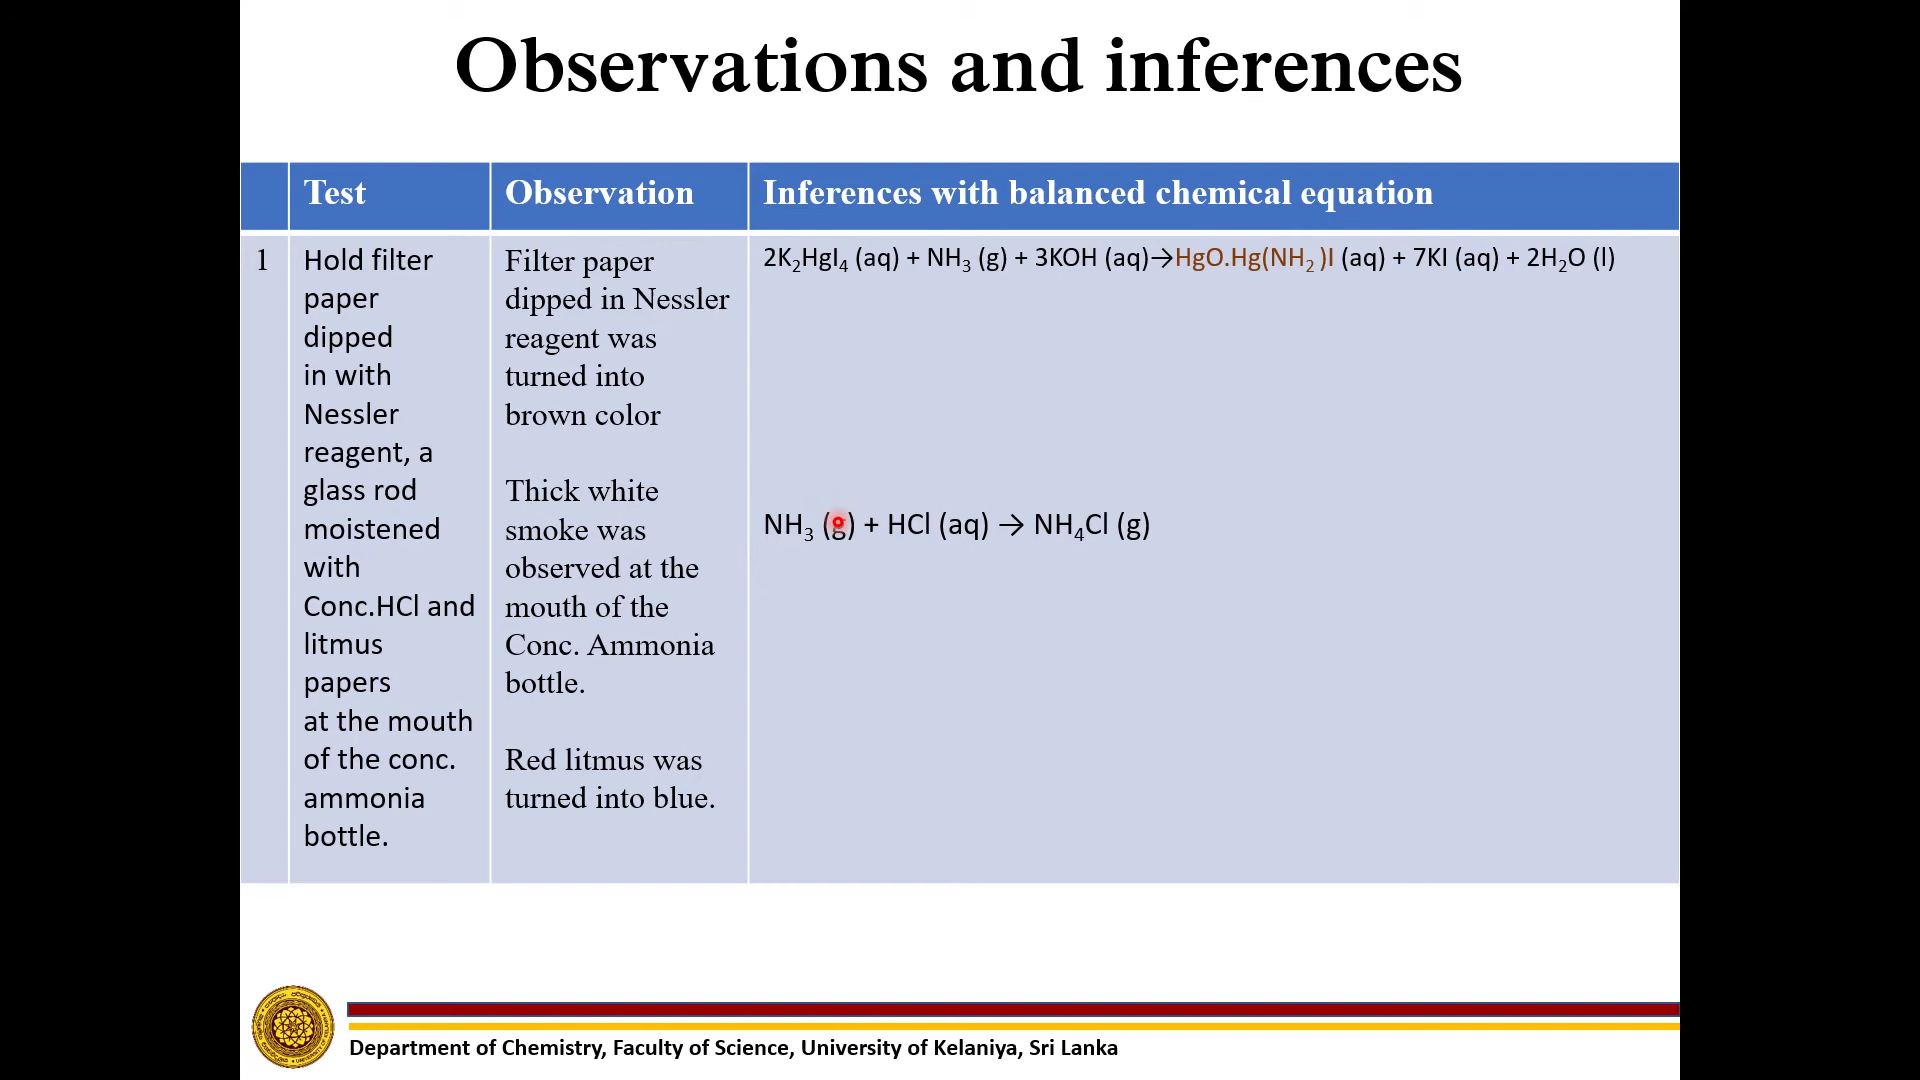 Observations and inferences
Test
Observation
Inferences with balanced chemical equation
1
Hold filter
paper
dipped
in with
Nessler
reagent, a
glass rod
moistened
with
Conc.HCl and
litmus
papers
at the mouth
of the conc.
ammonia
bottle.
Filter paper
dipped in Nessler
reagent was
turned into
brown color
Thick white
smoke was
observed at the
mouth of the
Conc. Ammonia
bottle.
Red litmus was
turned into blue.
2K₂HgI₄ (aq) + NH₃ (g) + 3KOH (aq)→HgO.Hg(NH₂ )I (aq) + 7KI (aq) + 2H₂O (l)
NH₃ (g) + HCl (aq) → NH₄Cl (g)
Department of Chemistry, Faculty of Science, University of Kelaniya, Sri Lanka